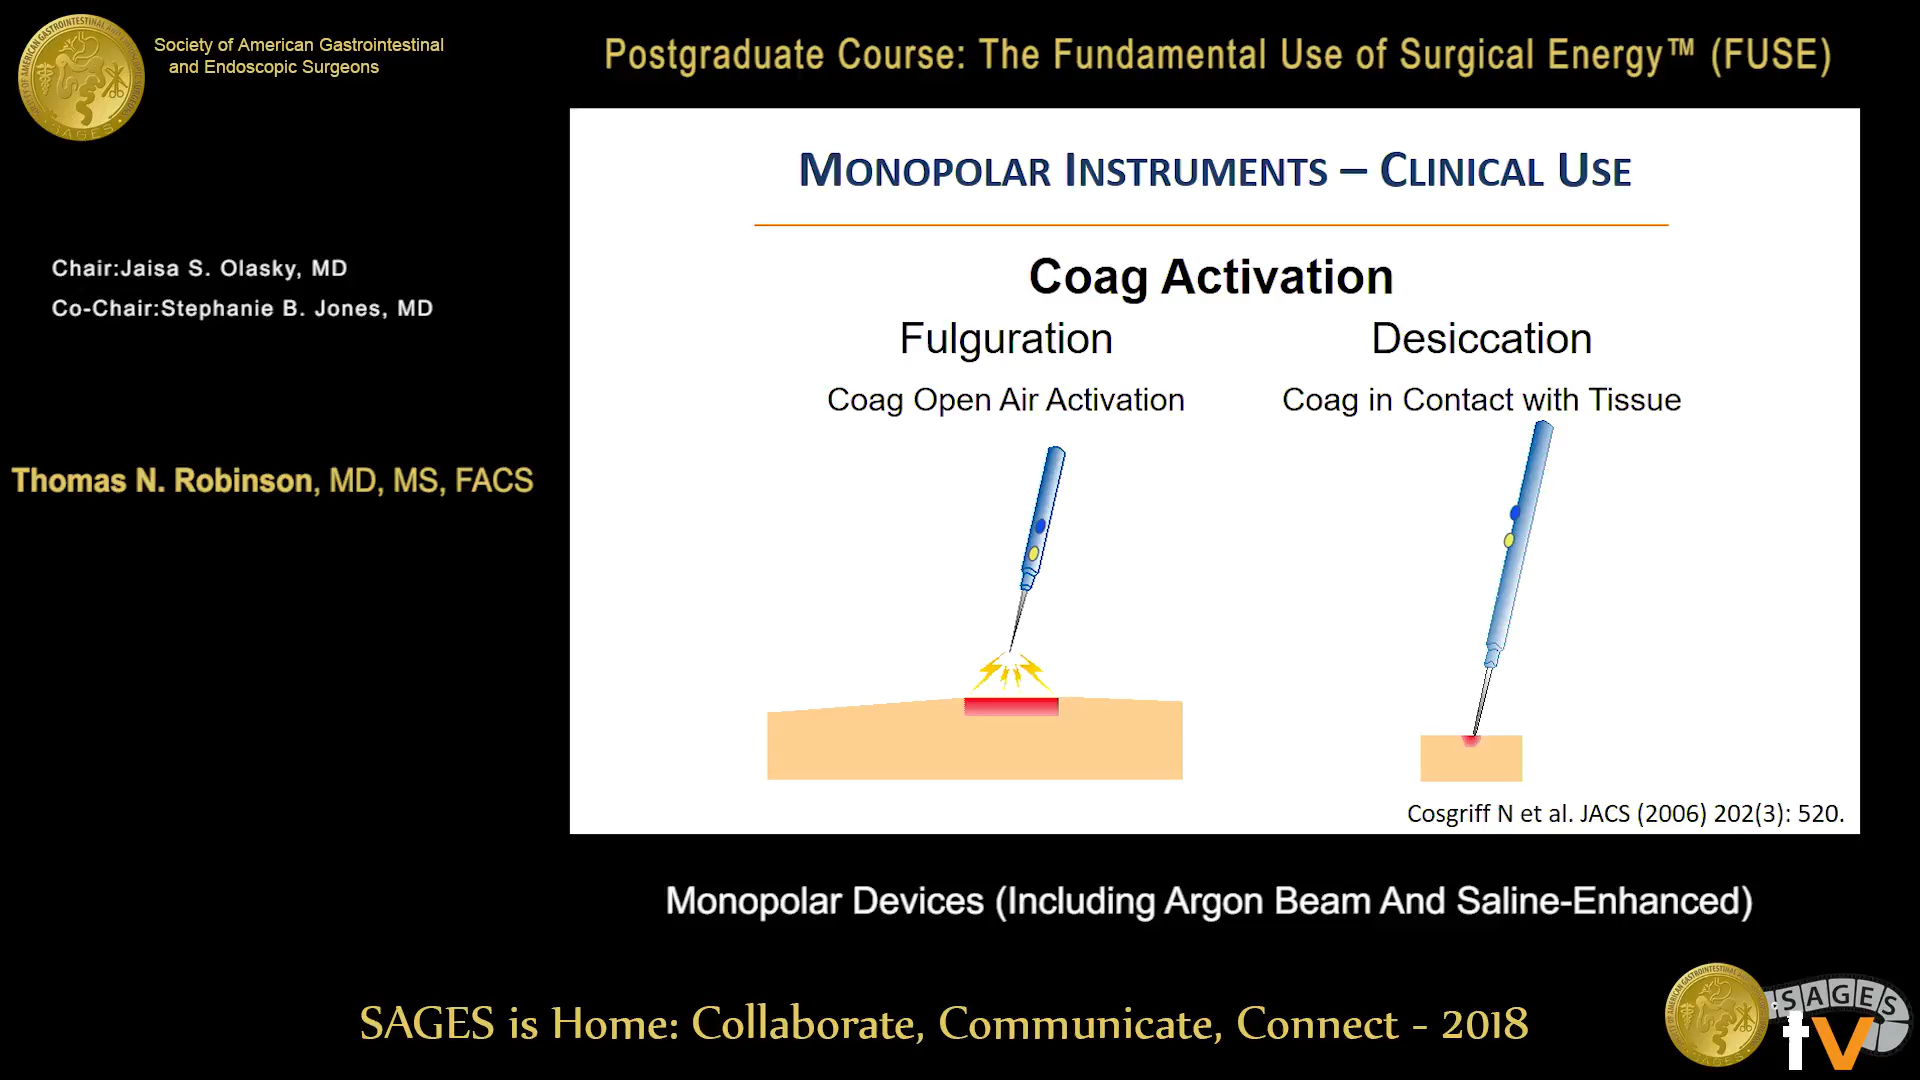 Society of American Gastrointestinal
and Endoscopic Surgeons
Postgraduate Course: The Fundamental Use of Surgical Energy™ (FUSE)
Chair:Jaisa S. Olasky, MD
Co-Chair:Stephanie B. Jones, MD
Thomas N. Robinson, MD, MS, FACS
MONOPOLAR INSTRUMENTS – CLINICAL USE
Coag Activation
Fulguration
Coag Open Air Activation
Desiccation
Coag in Contact with Tissue
Cosgriff N et al. JACS (2006) 202(3): 520.
Monopolar Devices (Including Argon Beam And Saline-Enhanced)
SAGES is Home: Collaborate, Communicate, Connect - 2018
SAGES
tv